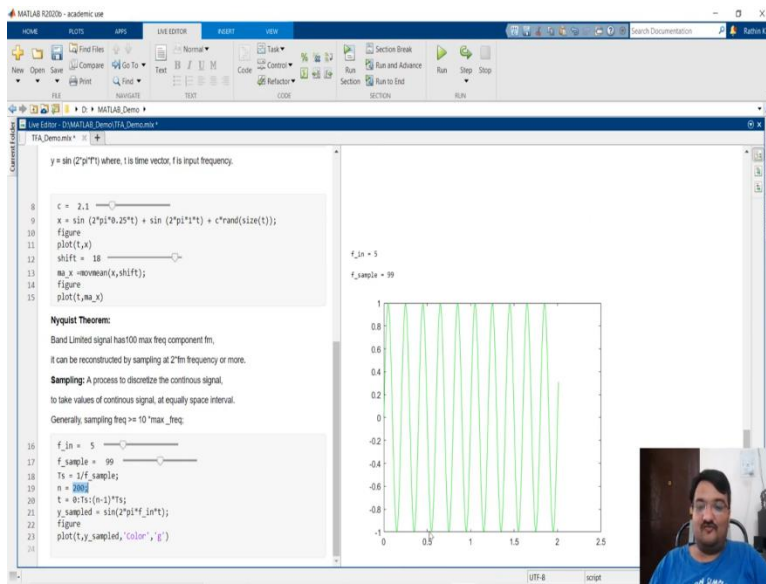 MATLAB R2020b - academic use
HOME PLOTS APPS LIVE EDITOR INSERT VIEW
Search Documentation
Rathin K
New Open Save
Find Files
Compare
Print
Go To
Find
Text
Normal
B I U M
Code
Task
Control
Refactor
Run Section
Section Break
Run and Advance
Run to End
Run Step Stop
FILE NAVIGATE TEXT CODE SECTION RUN
D: MATLAB_Demo
Current Folder
Live Editor - D:\MATLAB_Demo\TFA_Demo.mlx *
TFA_Demo.mlx * +
y = sin (2*pi*f*t) where, t is time vector, f is input frequency.
8 c = 2.1
9 x = sin (2*pi*0.25*t) + sin (2*pi*1*t) + c*rand(size(t));
10 figure
11 plot(t,x)
12 shift = 18
13 ma_x =movmean(x,shift);
14 figure
15 plot(t,ma_x)
Nyquist Theorem:
Band Limited signal has100 max freq component fm,
it can be reconstructed by sampling at 2*fm frequency or more.
Sampling: A process to discretize the continous signal,
to take values of continous signal, at equally space interval.
Generally, sampling freq >= 10 *max _freq;
16 f_in = 5
17 f_sample = 99
18 Ts = 1/f_sample;
19 n = 200;
20 t = 0:Ts:(n-1)*Ts;
21 y_sampled = sin(2*pi*f_in*t);
22 figure
23 plot(t,y_sampled,'Color','g')
24
f_in = 5
f_sample = 99
1
0.8
0.6
0.4
0.2
0
-0.2
-0.4
-0.6
-0.8
-1
0 0.5 1 1.5 2 2.5
UTF-8 script